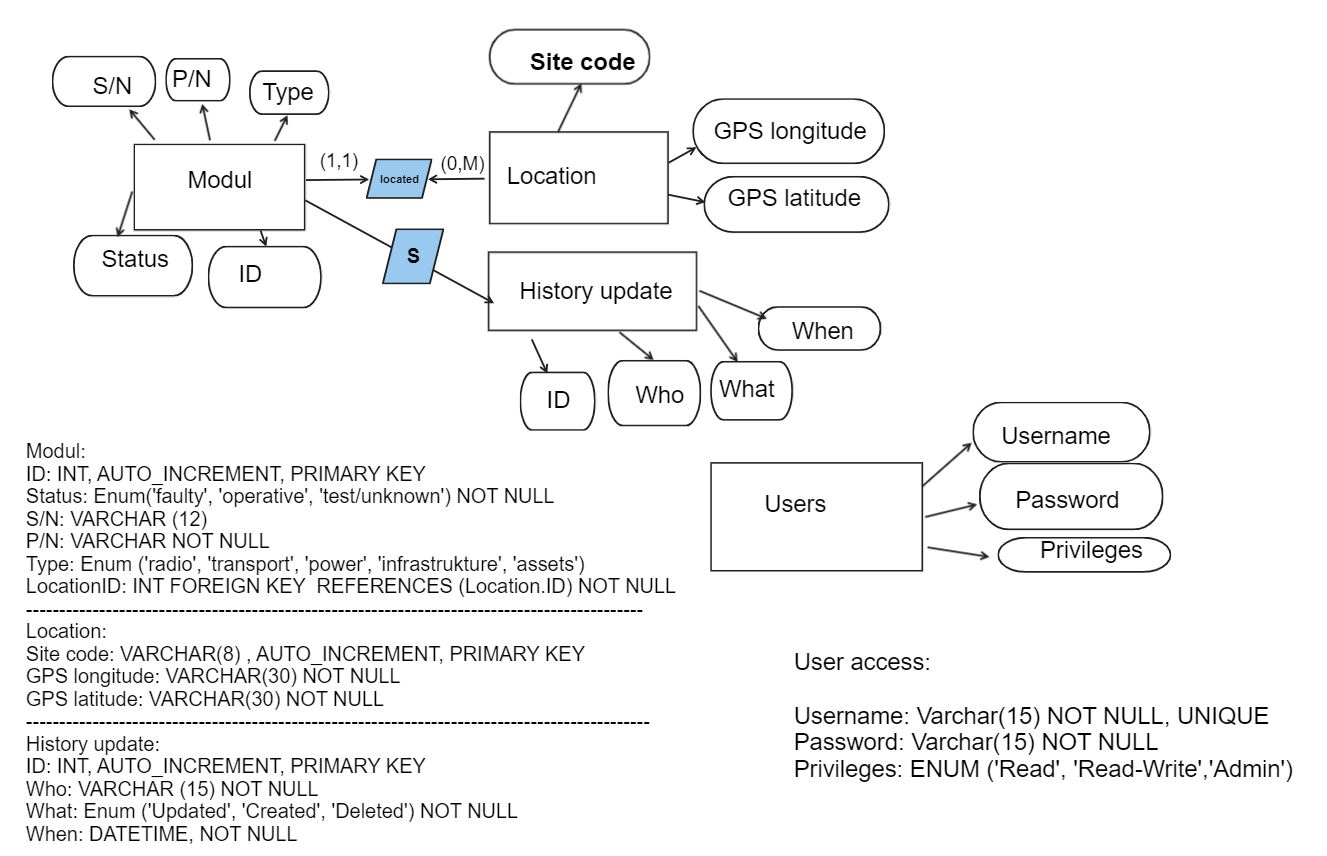 Site code
S/N
P/N
Type
GPS longitude
Modul
(1,1)
located
(0,M)
Location
GPS latitude
Status
ID
S
History update
When
ID
Who
What
Username
Users
Password
Privileges
Modul:
ID: INT, AUTO_INCREMENT, PRIMARY KEY
Status: Enum('faulty', 'operative', 'test/unknown') NOT NULL
S/N: VARCHAR (12)
P/N: VARCHAR NOT NULL
Type: Enum ('radio', 'transport', 'power', 'infrastrukture', 'assets')
LocationID: INT FOREIGN KEY  REFERENCES (Location.ID) NOT NULL
Location:
Site code: VARCHAR(8) , AUTO_INCREMENT, PRIMARY KEY
GPS longitude: VARCHAR(30) NOT NULL
GPS latitude: VARCHAR(30) NOT NULL
History update:
ID: INT, AUTO_INCREMENT, PRIMARY KEY
Who: VARCHAR (15) NOT NULL
What: Enum ('Updated', 'Created', 'Deleted') NOT NULL
When: DATETIME, NOT NULL
User access:
Username: Varchar(15) NOT NULL, UNIQUE
Password: Varchar(15) NOT NULL
Privileges: ENUM ('Read', 'Read-Write','Admin')